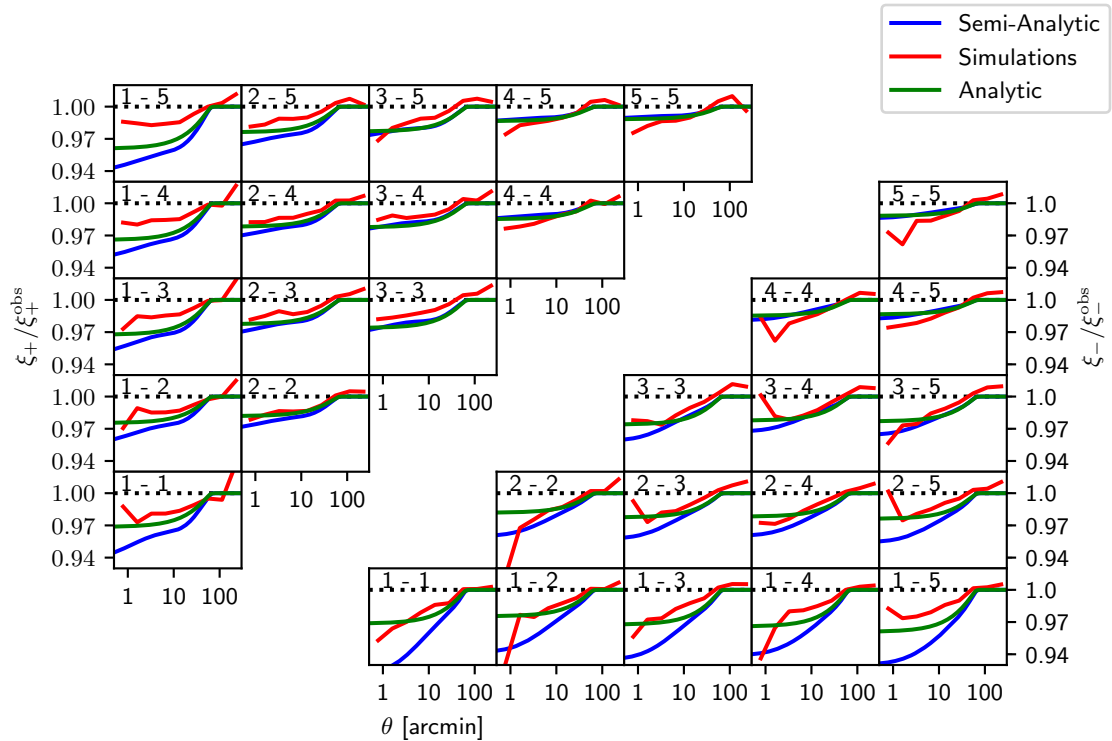 Semi-Analytic
Simulations
Analytic
1.00 1 - 5 2 - 5 3 - 5 4 - 5 5 - 5
0.97
0.94
1.00 1 - 4 2 - 4 3 - 4 4 - 4 1 10 100 5 - 5 1.0
0.97 0.97
0.94 0.94
ξ₊/ξ₊^obs
1.00 1 - 3 2 - 3 3 - 3 1 10 100 4 - 4 4 - 5 1.0
0.97 0.97
0.94 0.94
ξ₋/ξ₋^obs
1.00 1 - 2 2 - 2 1 10 100 3 - 3 3 - 4 3 - 5 1.0
0.97 0.97
0.94 0.94
1.00 1 - 1 1 10 100 2 - 2 2 - 3 2 - 4 2 - 5 1.0
0.97 0.97
0.94 0.94
1 10 100 1 - 1 1 - 2 1 - 3 1 - 4 1 - 5 1.0
0.97
0.94
1 10 100 1 10 100 1 10 100 1 10 100 1 10 100
θ [arcmin]